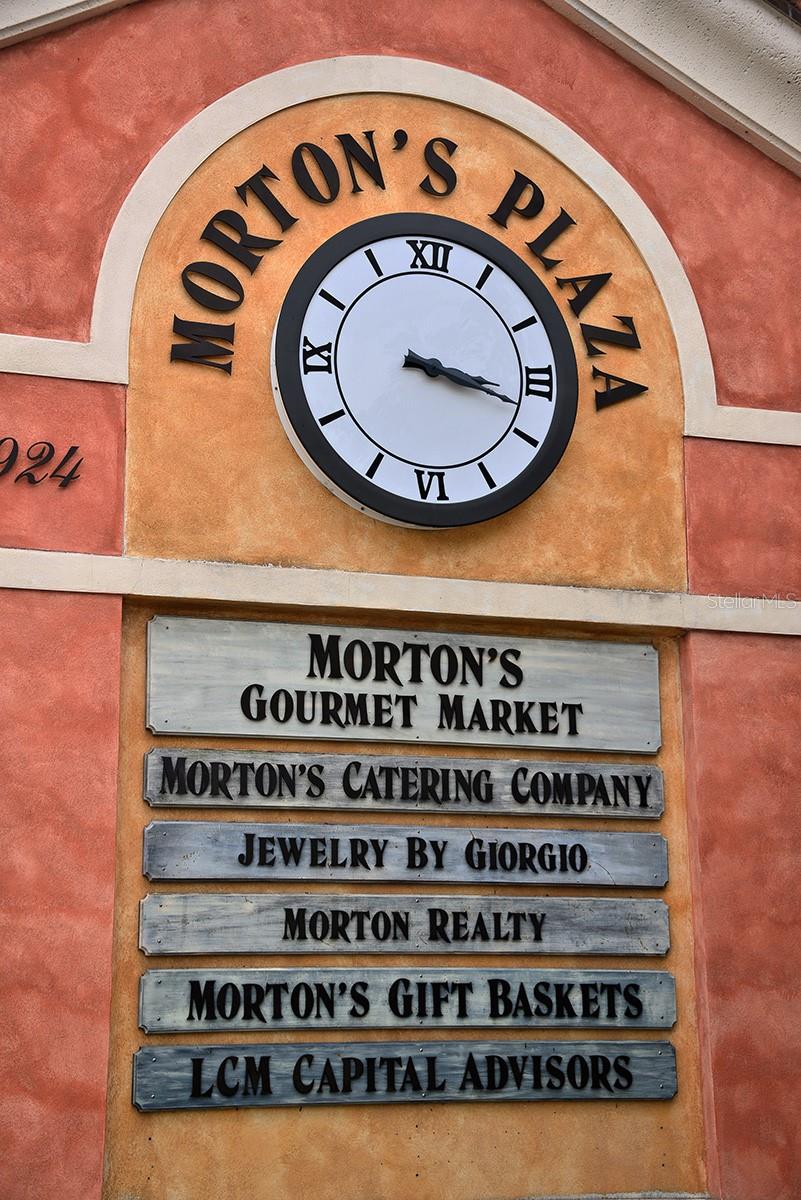 MORTON'S PLAZA
XII
IX
III
VI
924
StellarMLS
MORTON'S
GOURMET MARKET
MORTON'S CATERING COMPANY
JEWELRY BY GIORGIO
MORTON REALTY
MORTON'S GIFT BASKETS
LCM CAPITAL ADVISORS